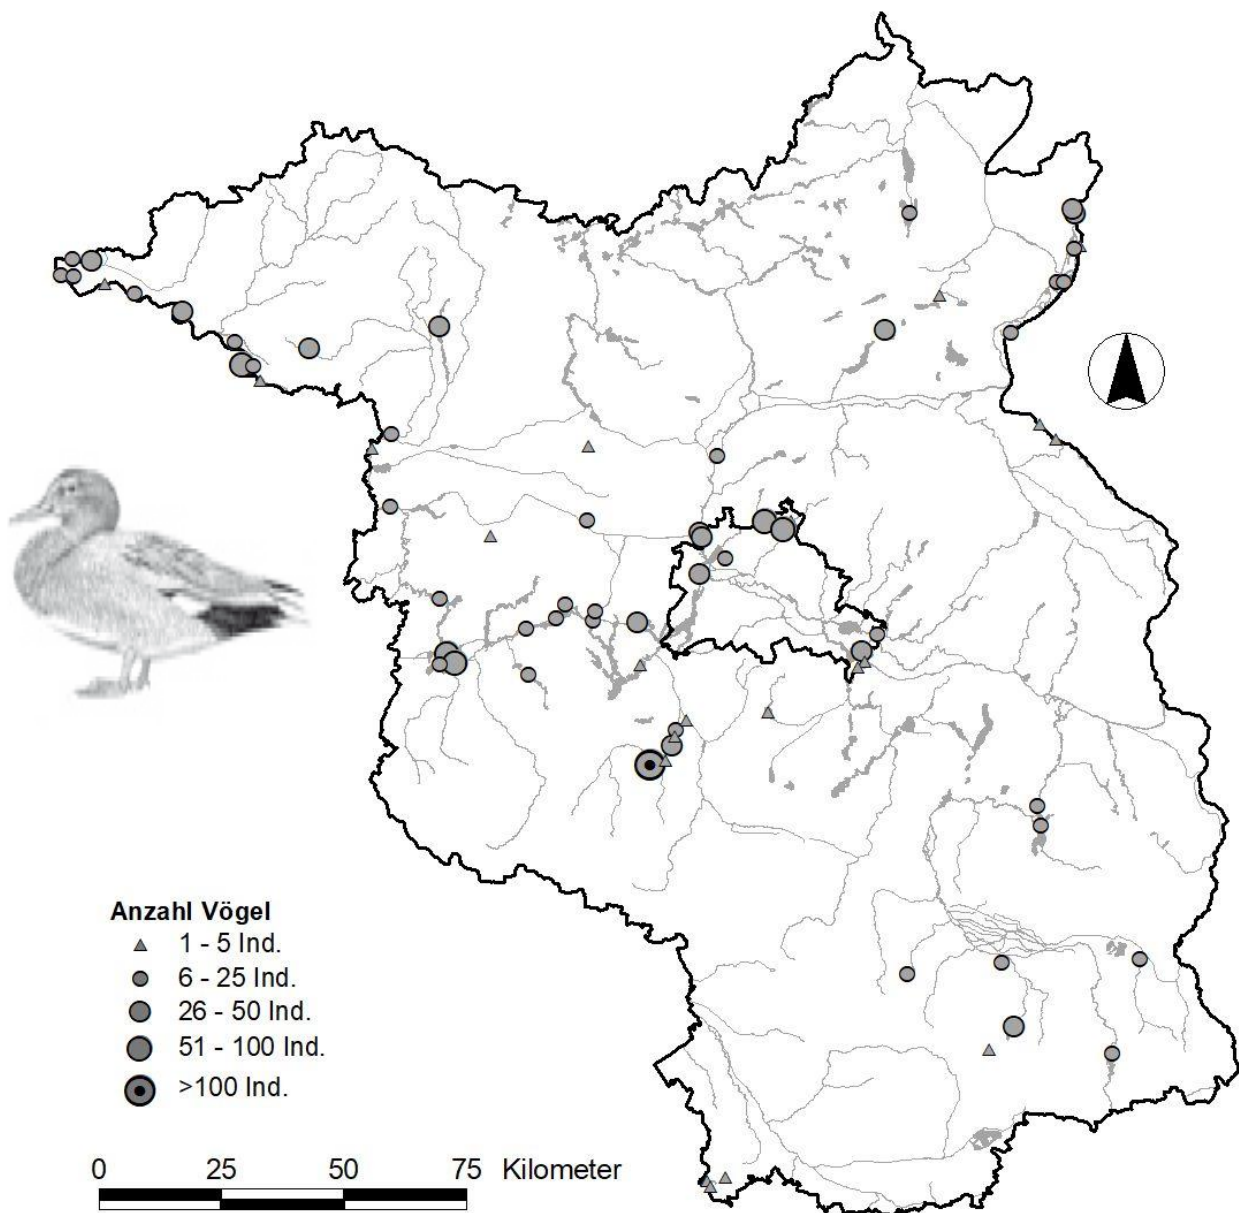 Anzahl Vögel
1 - 5 Ind.
6 - 25 Ind.
26 - 50 Ind.
51 - 100 Ind.
>100 Ind.
0 25 50 75 Kilometer